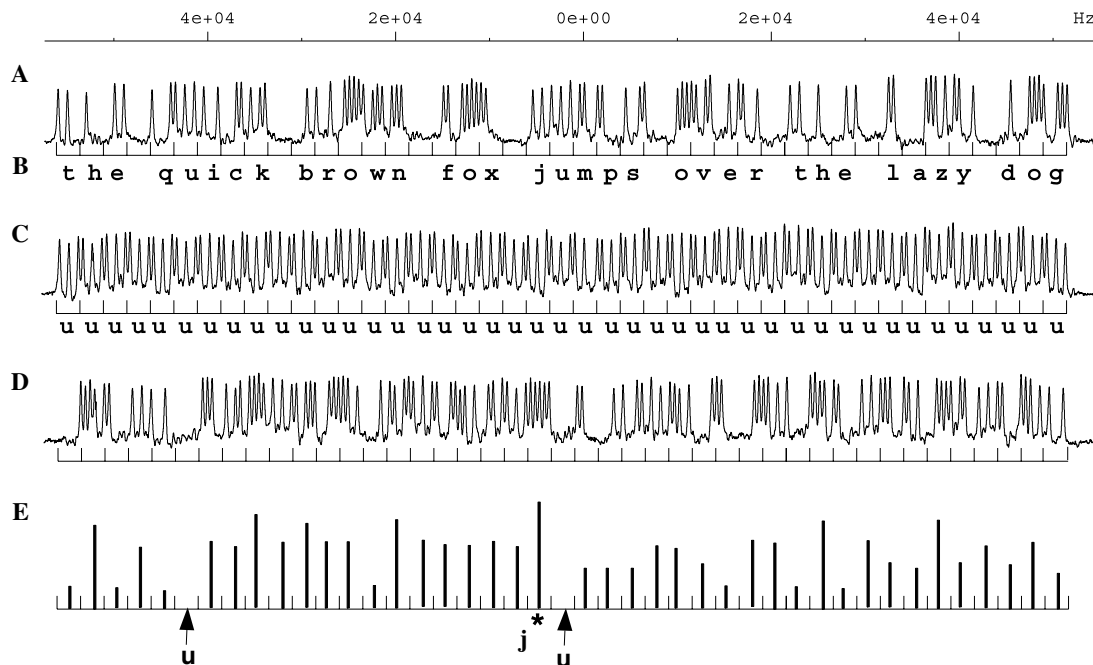 4e+04 2e+04 0e+00 2e+04 4e+04 Hz
A
B the quick brown fox jumps over the lazy dog
C
u u u u u u u u u u u u u u u u u u u u u u u u u u u u u u u u u u u u u u u u u u u
D
E
j *
u u